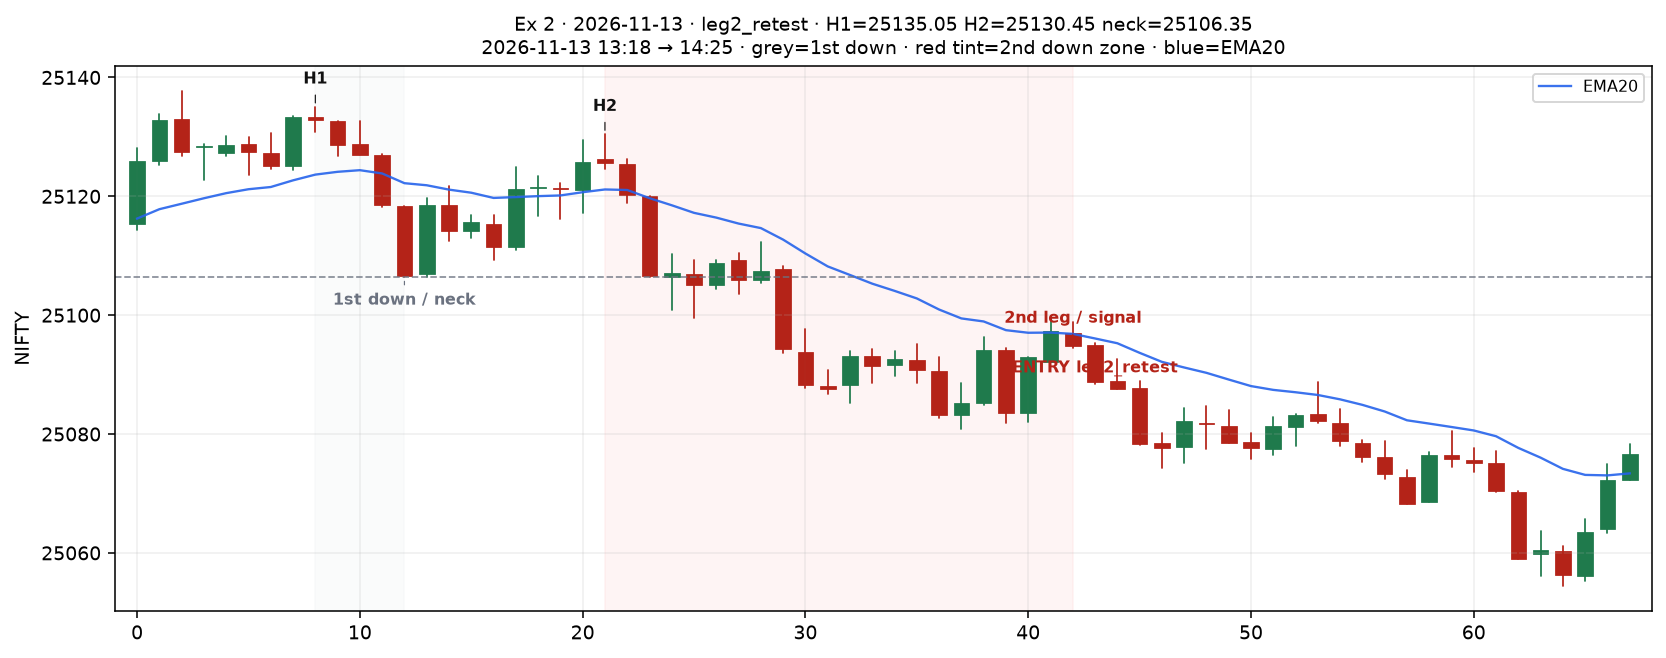 Ex 2 · 2026-11-13 · leg2_retest · H1=25135.05 H2=25130.45 neck=25106.35
2026-11-13 13:18 → 14:25 · grey=1st down · red tint=2nd down zone · blue=EMA20
25140
H1
EMA20
H2
25120
1st down / neck
25100
2nd leg / signal
NIFTY
ENTRY leg2_retest
25080
25060
0 10 20 30 40 50 60